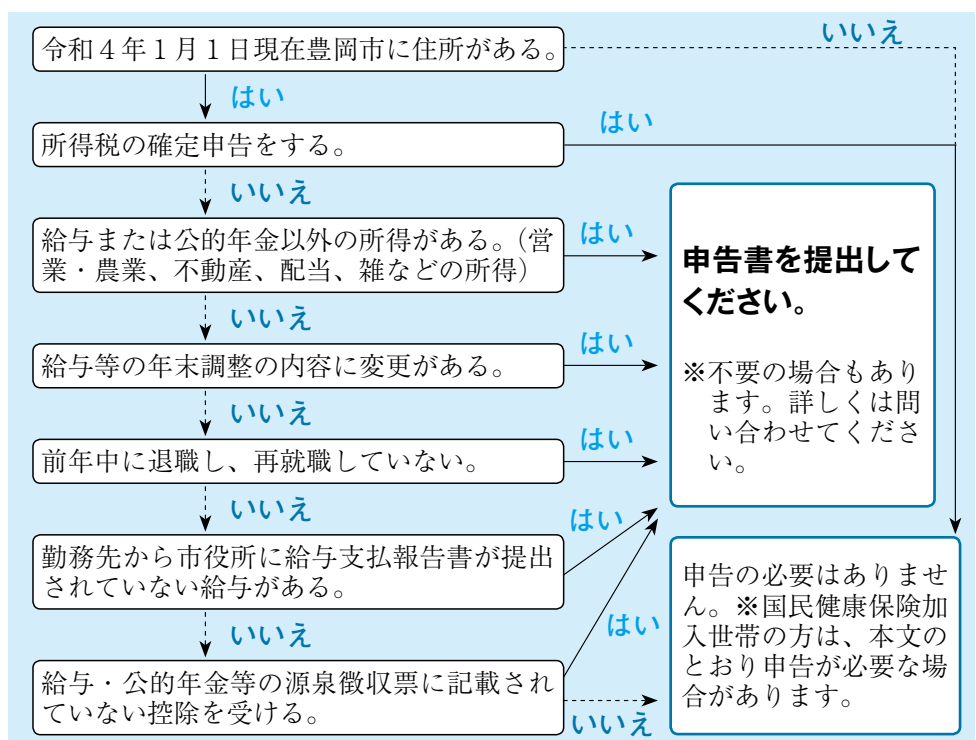 令和４年１月１日現在豊岡市に住所がある。
いいえ
はい
所得税の確定申告をする。
はい
いいえ
給与または公的年金以外の所得がある。（営
業・農業、不動産、配当、雑などの所得）
はい
いいえ
給与等の年末調整の内容に変更がある。
はい
いいえ
前年中に退職し、再就職していない。
はい
いいえ
勤務先から市役所に給与支払報告書が提出
されていない給与がある。
はい
いいえ
給与・公的年金等の源泉徴収票に記載され
ていない控除を受ける。
はい
いいえ
申告書を提出して
ください。
※不要の場合もあり
ます。詳しくは問
い合わせてくださ
い。
申告の必要はありませ
ん。※国民健康保険加
入世帯の方は、本文の
とおり申告が必要な場
合があります。